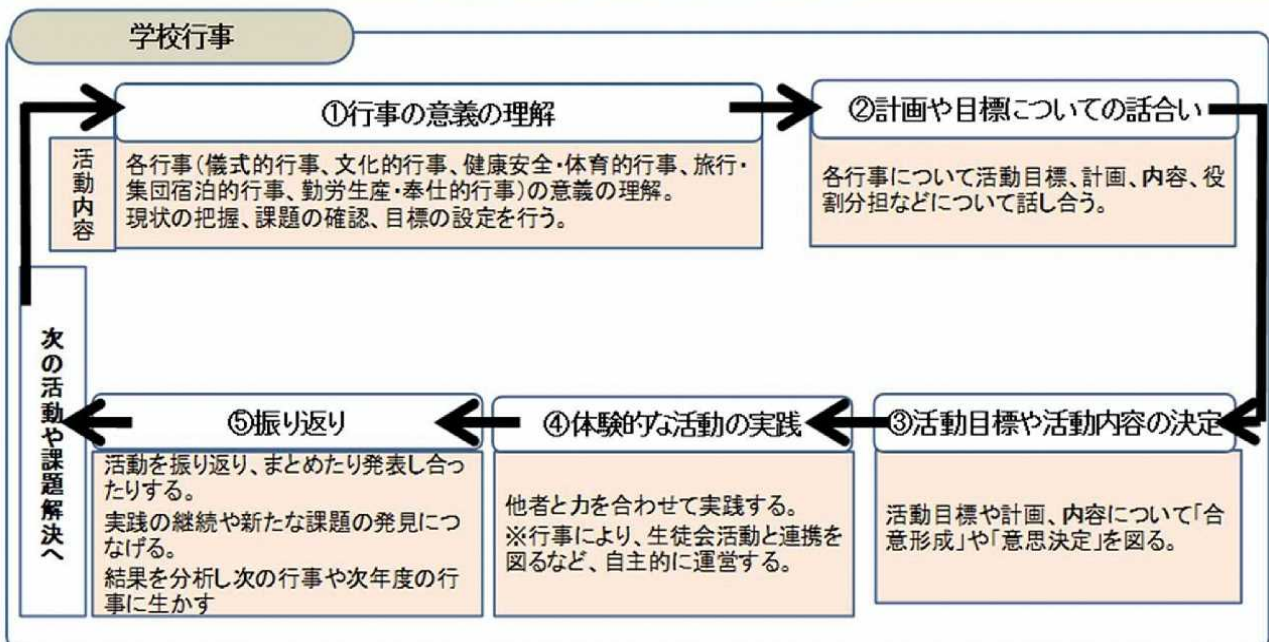 学校行事
①行事の意義の理解
活動内容
各行事(儀式的行事、文化的行事、健康安全・体育的行事、旅行・
集団宿泊的行事、勤労生産・奉仕的行事)の意義の理解。
現状の把握、課題の確認、目標の設定を行う。
②計画や目標についての話合い
各行事について活動目標、計画、内容、役
割分担などについて話し合う。
③活動目標や活動内容の決定
活動目標や計画、内容について「合
意形成」や「意思決定」を図る。
④体験的な活動の実践
他者と力を合わせて実践する。
※行事により、生徒会活動と連携を
図るなど、自主的に運営する。
⑤振り返り
活動を振り返り、まとめたり発表し合っ
たりする。
実践の継続や新たな課題の発見につ
なげる。
結果を分析し次の行事や次年度の行
事に生かす
次の活動や課題解決へ